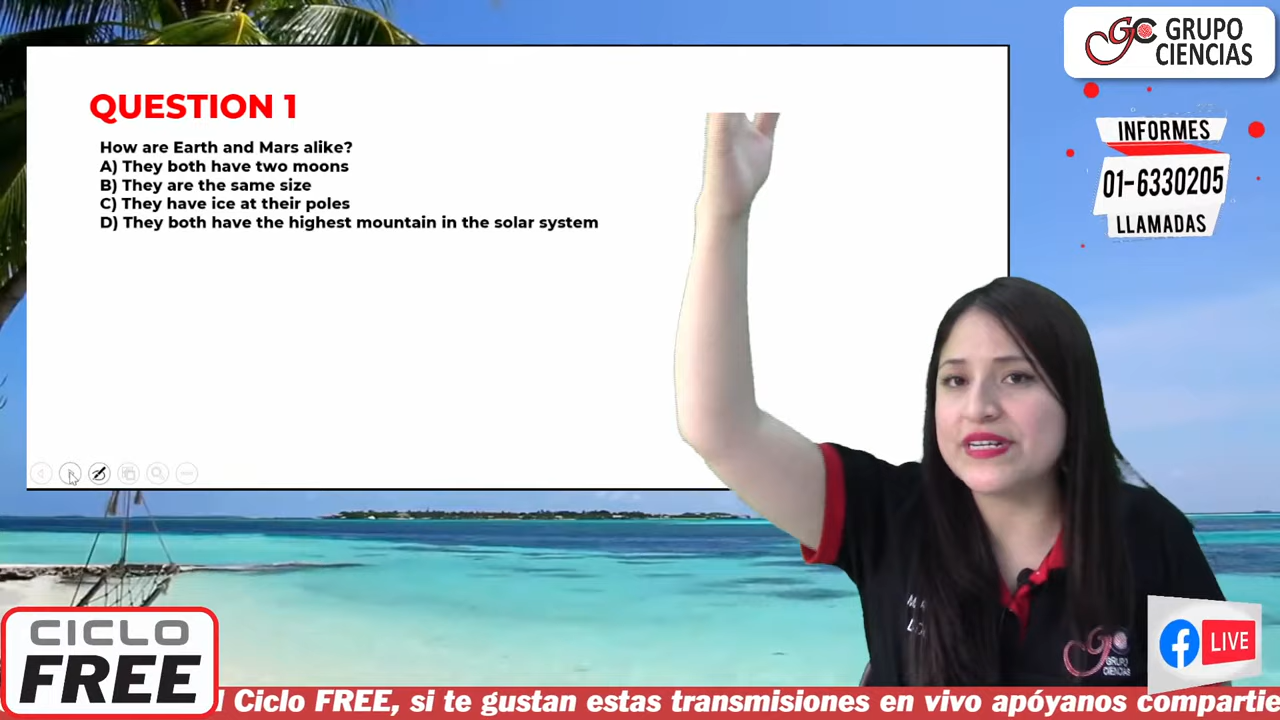 QUESTION 1
How are Earth and Mars alike?
A) They both have two moons
B) They are the same size
C) They have ice at their poles
D) They both have the highest mountain in the solar system
GRUPO
CIENCIAS
INFORMES
01-6330205
LLAMADAS
GRUPO
CIENCIAS
LIVE
CICLO
FREE
l Ciclo FREE, si te gustan estas transmisiones en vivo apóyanos compartie